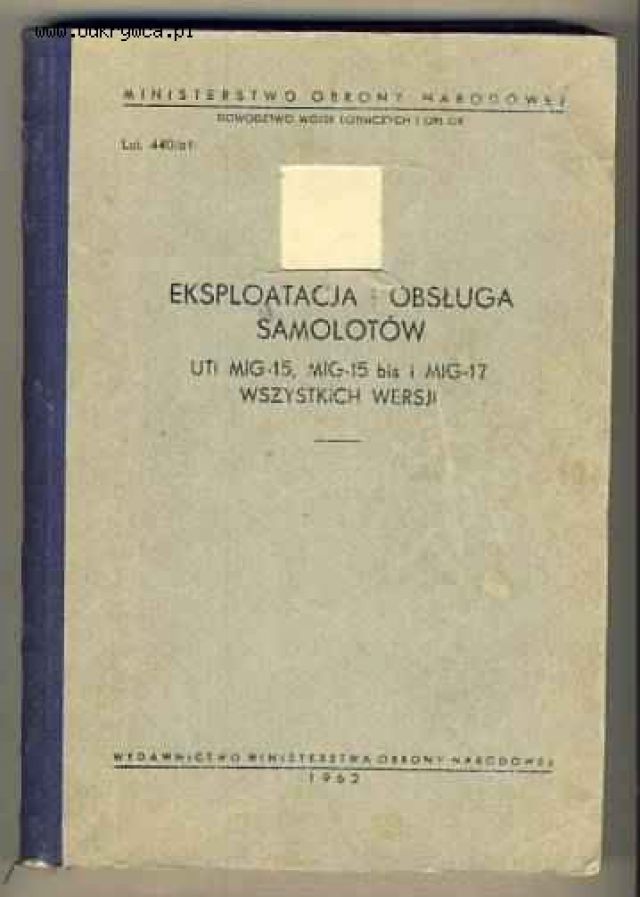 www.odkrywca.pl
MINISTERSTWO OBRONY NARODOWEJ
DOWÓDZTWO WOJSK LOTNICZYCH I OPL OK
Lot. 440/61
EKSPLOATACJA I OBSŁUGA
SAMOLOTÓW
UTI MIG-15, MIG-15 bis i MIG-17
WSZYSTKICH WERSJI
WYDAWNICTWO MINISTERSTWA OBRONY NARODOWEJ
1962